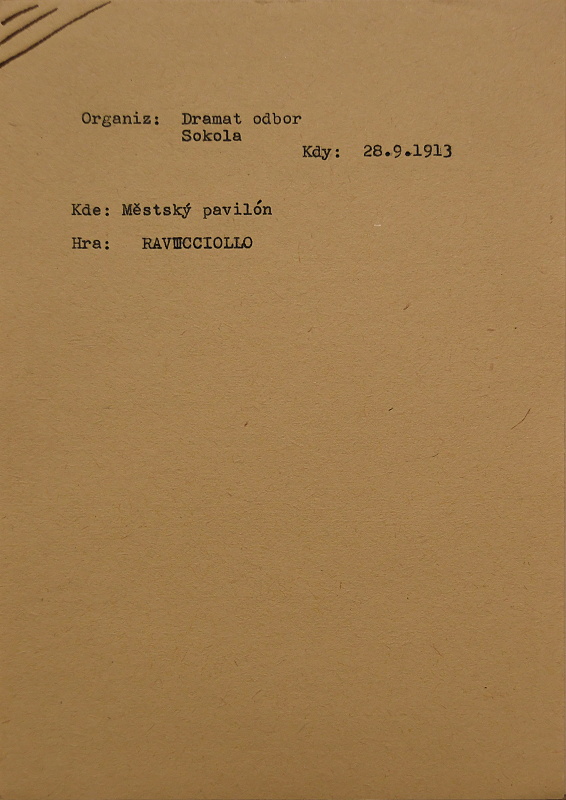 Organiz: Dramat odbor
Sokola
Kdy: 28.9.1913
Kde: Městský pavilón
Hra: